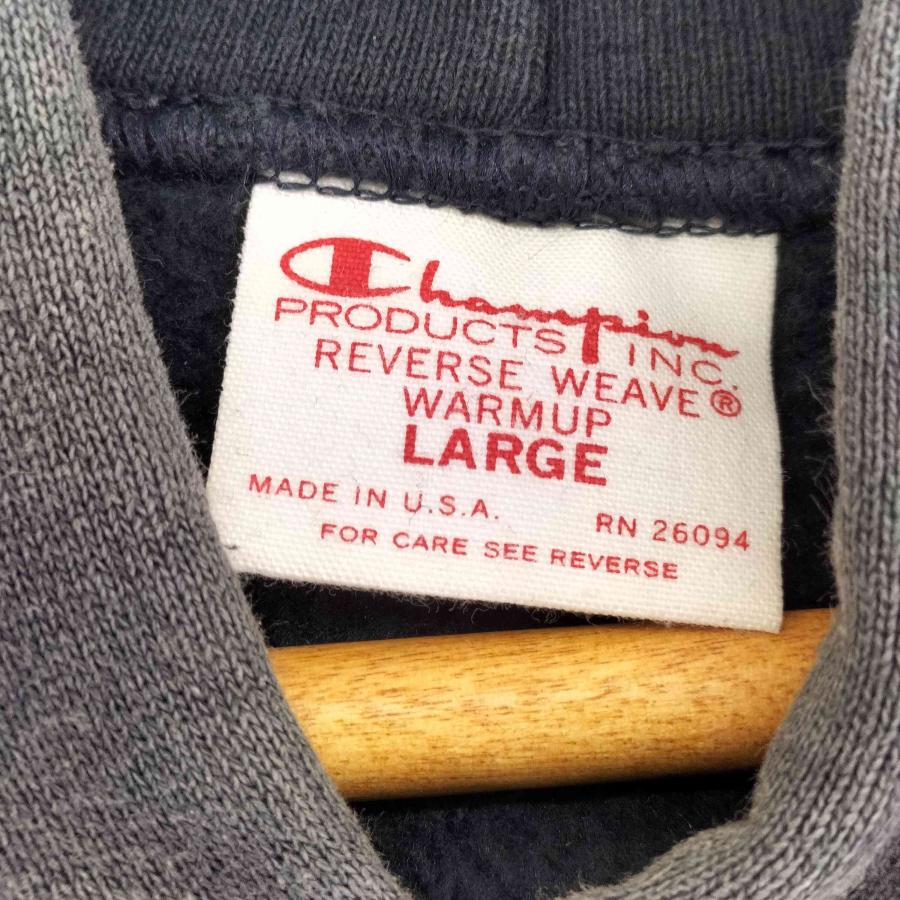 Champion
PRODUCTS INC.
REVERSE WEAVE®
WARMUP
LARGE
MADE IN U.S.A.
RN 26094
FOR CARE SEE REVERSE